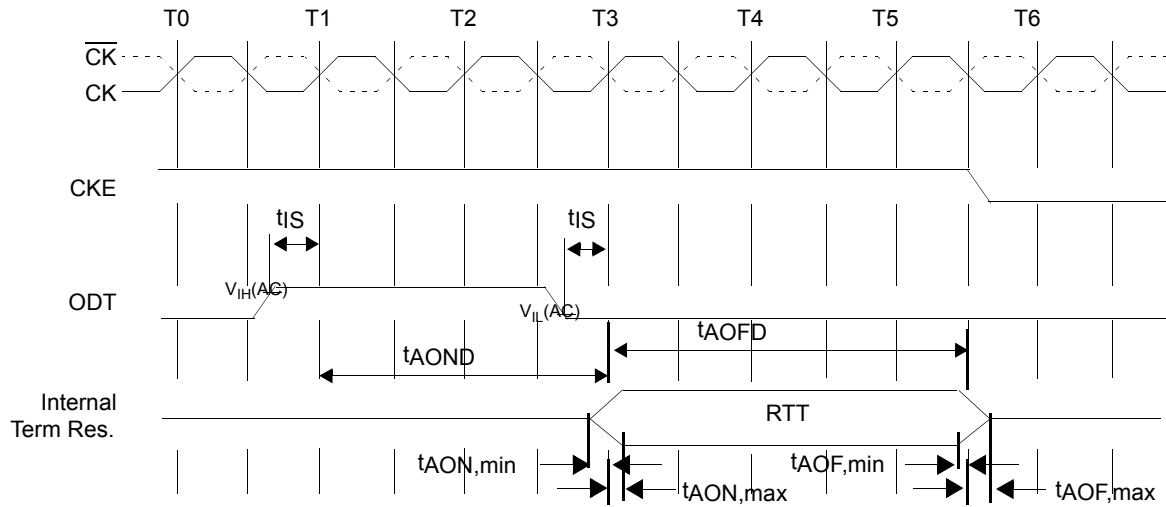 T0 T1 T2 T3 T4 T5 T6
CK
CK
CKE
tIS tIS
VIH(AC)
ODT
VIL(AC)
tAOFD
tAOND
Internal
Term Res.
RTT
tAON,min tAOF,min
tAON,max tAOF,max